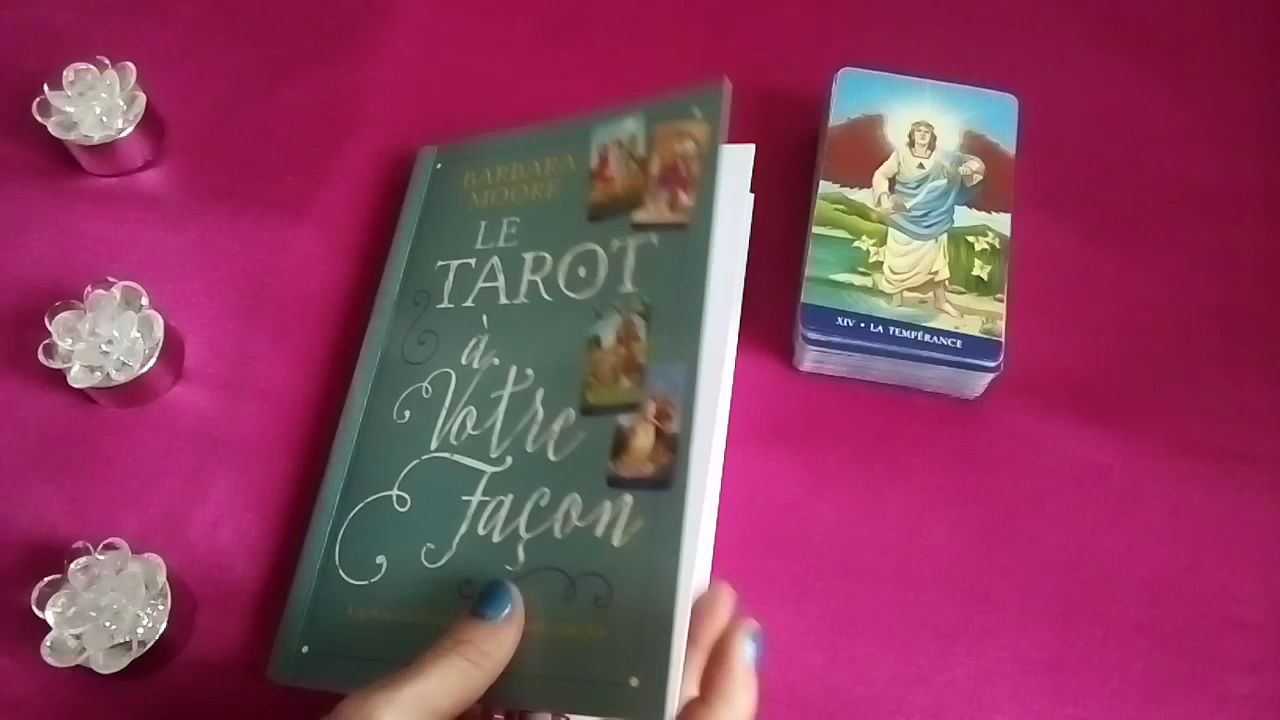 BARBARA
MOORE
LE
TAROT
à
Votre
Façon
XIV • LA TEMPÉRANCE